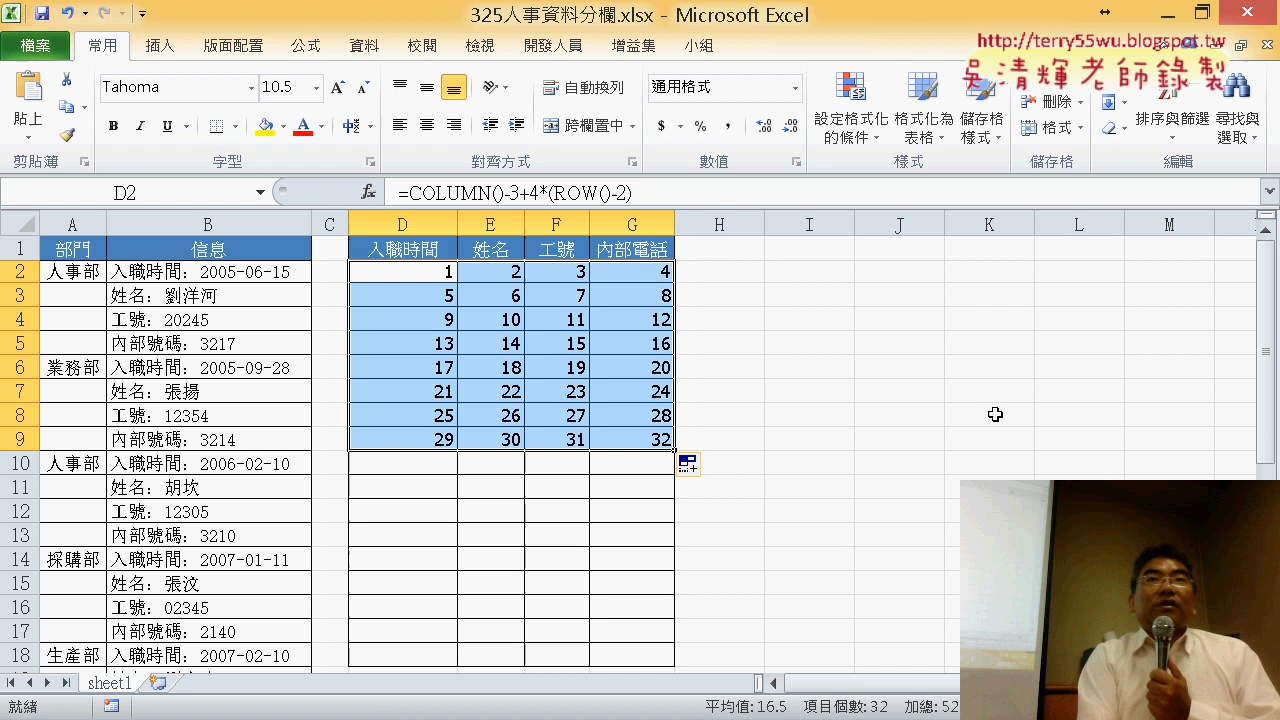 325人事資料分欄.xlsx - Microsoft Excel
檔案 常用 插入 版面配置 公式 資料 校閱 檢視 開發人員 增益集 小組
http://terry55wu.blogspot.tw
吳清輝老師錄製
貼上
Tahoma 10.5
自動換列
跨欄置中
通用格式
設定格式化的條件
格式化為表格
儲存格樣式
刪除
格式
排序與篩選
尋找與選取
剪貼簿 字型 對齊方式 數值 樣式 儲存格 編輯
D2 fx =COLUMN()-3+4*(ROW()-2)
A B C D E F G H I J K L M
1 部門 信息 入職時間 姓名 工號 內部電話
2 人事部 入職時間: 2005-06-15 1 2 3 4
3 姓名: 劉洋河 5 6 7 8
4 工號: 20245 9 10 11 12
5 內部號碼: 3217 13 14 15 16
6 業務部 入職時間: 2005-09-28 17 18 19 20
7 姓名: 張揚 21 22 23 24
8 工號: 12354 25 26 27 28
9 內部號碼: 3214 29 30 31 32
10 人事部 入職時間: 2006-02-10
11 姓名: 胡坎
12 工號: 12305
13 內部號碼: 3210
14 採購部 入職時間: 2007-01-11
15 姓名: 張汶
16 工號: 02345
17 內部號碼: 2140
18 生產部 入職時間: 2007-02-10
sheet1
就緒 平均值: 16.5 項目個數: 32 加總: 52